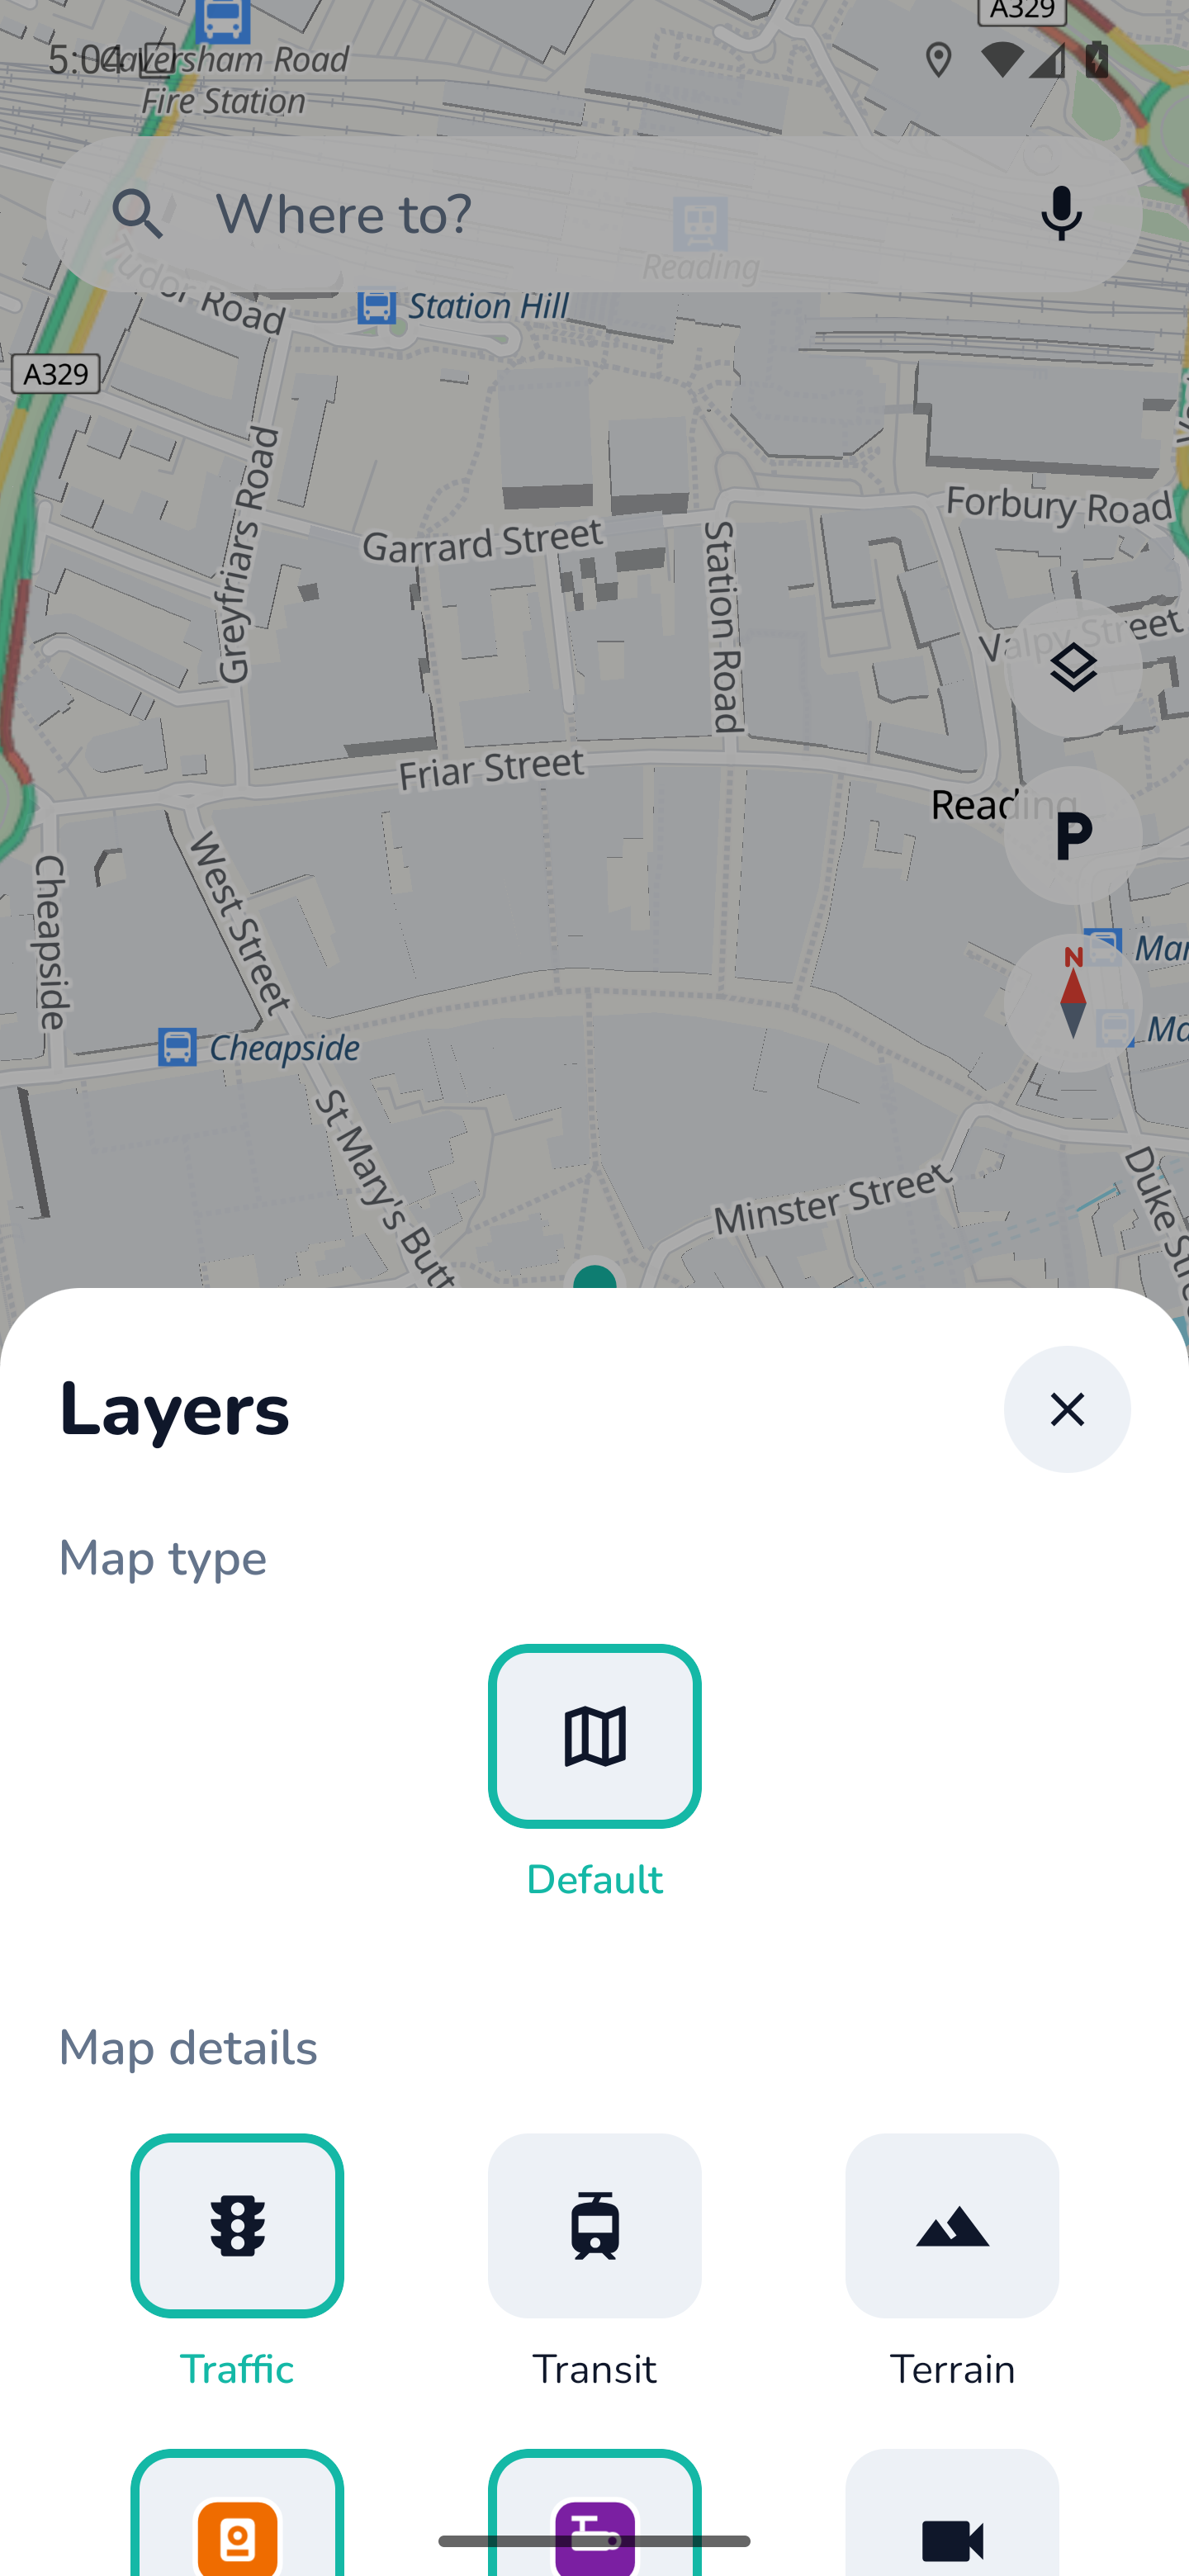 A329
5:04
Caversham Road
Fire Station
Where to?
Reading
Tudor Road
Station Hill
A329
Greyfriars Road
Garrard Street
Station Road
Forbury Road
Valpy Street
Friar Street
Reading
P
Cheapside
West Street
N
Cheapside
St Mary's Butt
Minster Street
Layers
Map type
Default
Map details
Traffic
Transit
Terrain